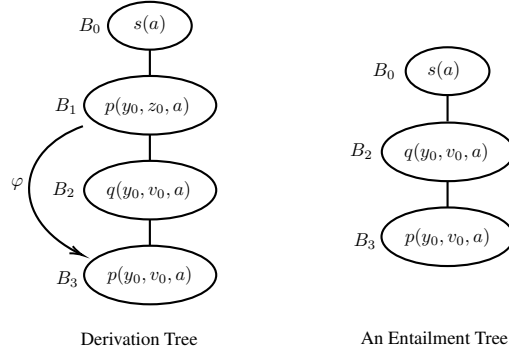 B₀ s(a)
B₁ p(y₀, z₀, a)
φ
B₂ q(y₀, v₀, a)
B₃ p(y₀, v₀, a)
Derivation Tree
B₀ s(a)
B₂ q(y₀, v₀, a)
B₃ p(y₀, v₀, a)
An Entailment Tree